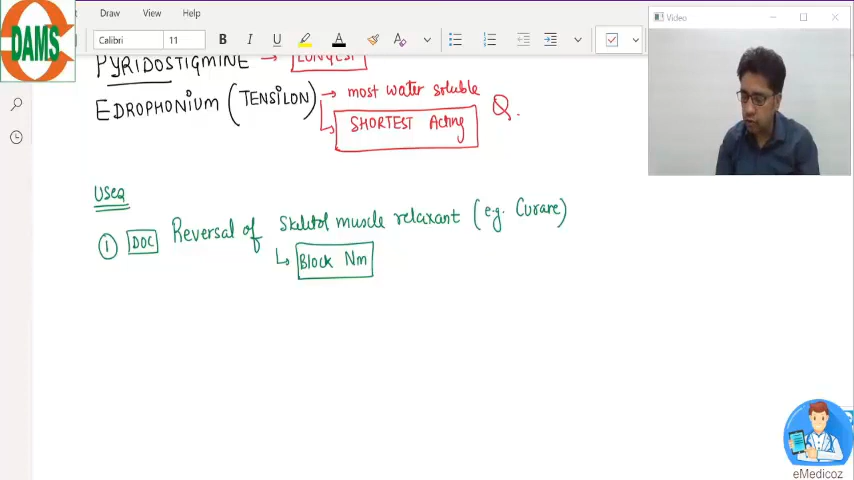 Draw View Help
Video
DAMS
Calibri 11 B I U A
PYRIDOSTIGMINE → LONGEST
EDROPHONIUM (TENSILON) → most water soluble
SHORTEST Acting Q.
Uses
① DOC Reversal of Skeletol muscle relaxant (e.g. Curare)
Block Nm
eMedicoz